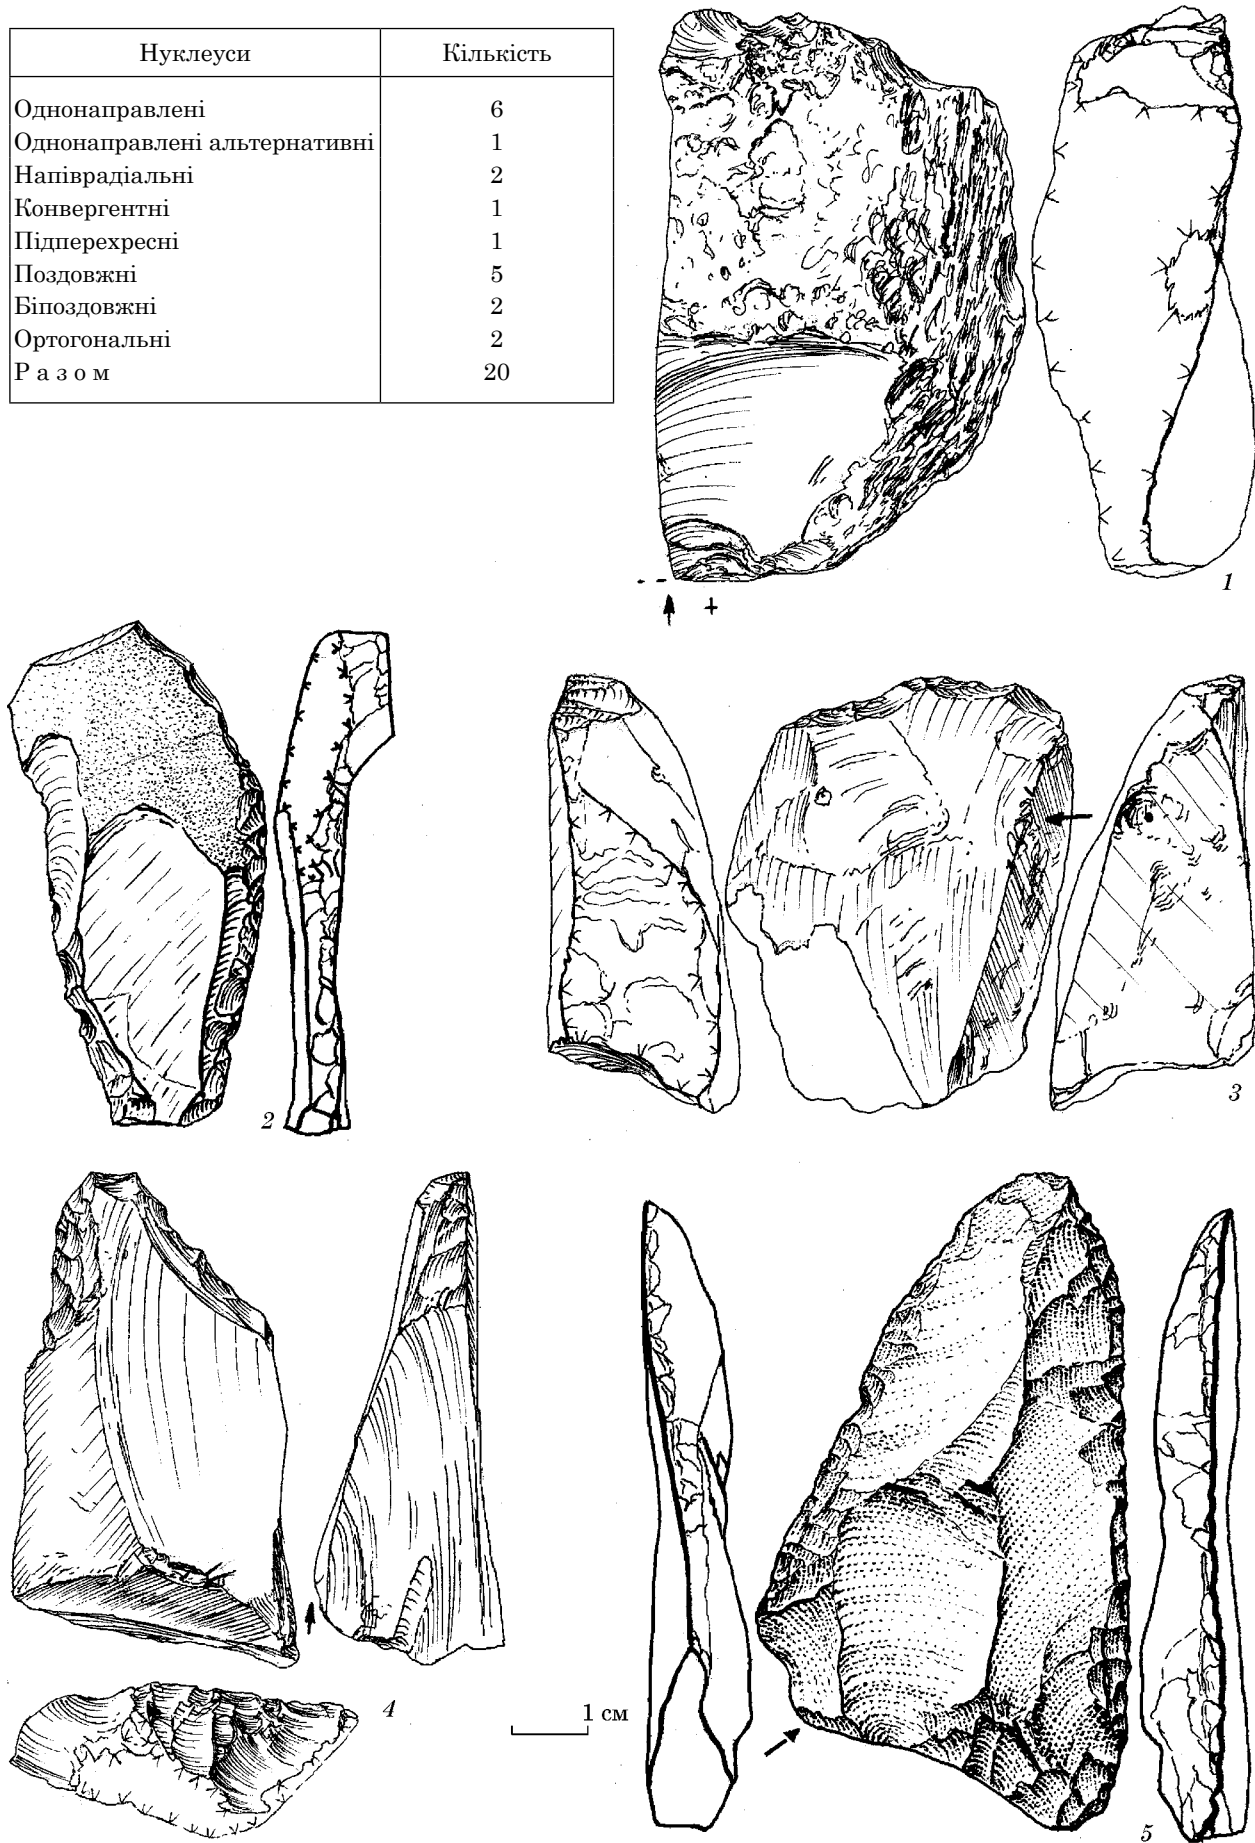 Нуклеуси Кількість
Однонаправлені 6
Однонаправлені альтернативні 1
Напіврадіальні 2
Конвергентні 1
Підперехресні 1
Поздовжні 5
Біпоздовжні 2
Ортогональні 2
Р а з о м 20
1
2
3
4
1 см
5